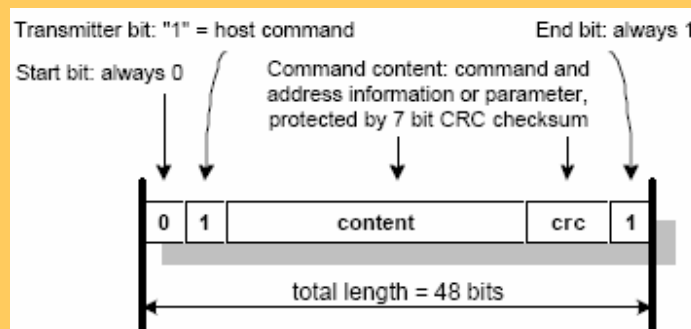 Transmitter bit: "1" = host command
End bit: always 1
Start bit: always 0
Command content: command and
address information or parameter,
protected by 7 bit CRC checksum
0 1 content crc 1
total length = 48 bits